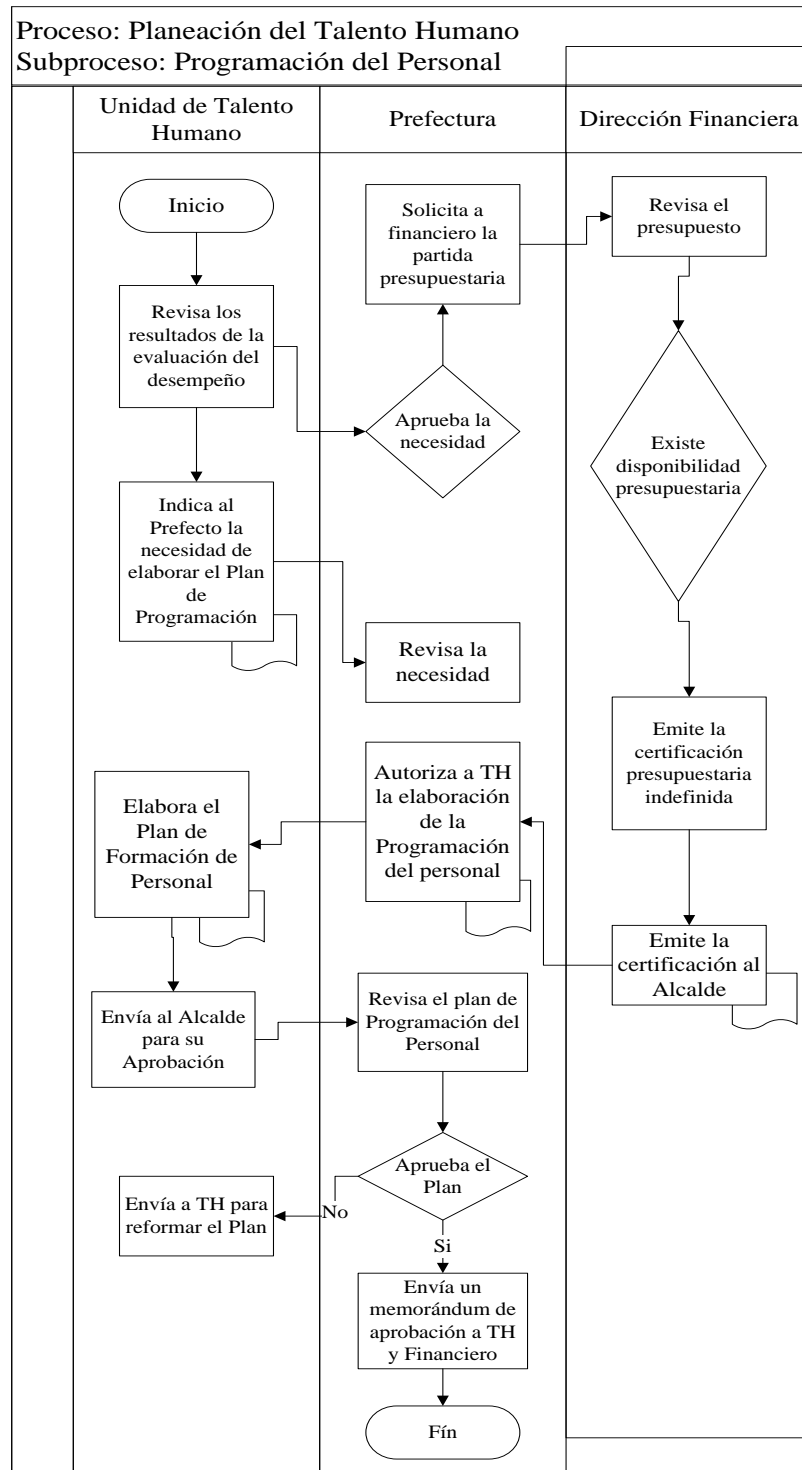 Proceso: Planeación del Talento Humano
Subproceso: Programación del Personal
Unidad de Talento
Humano
Prefectura
Dirección Financiera
Inicio
Solicita a
financiero la
partida
presupuestaria
Revisa el
presupuesto
Revisa los
resultados de la
evaluación del
desempeño
Aprueba la
necesidad
Existe
disponibilidad
presupuestaria
Indica al
Prefecto la
necesidad de
elaborar el Plan
de
Programación
Revisa la
necesidad
Emite la
certificación
presupuestaria
indefinida
Autoriza a TH
la elaboración
de la
Programación
del personal
Elabora el
Plan de
Formación de
Personal
Emite la
certificación al
Alcalde
Envía al Alcalde
para su
Aprobación
Revisa el plan de
Programación del
Personal
Aprueba el
Plan
Envía a TH para
reformar el Plan
No
Si
Envía un
memorándum de
aprobación a TH
y Financiero
Fín